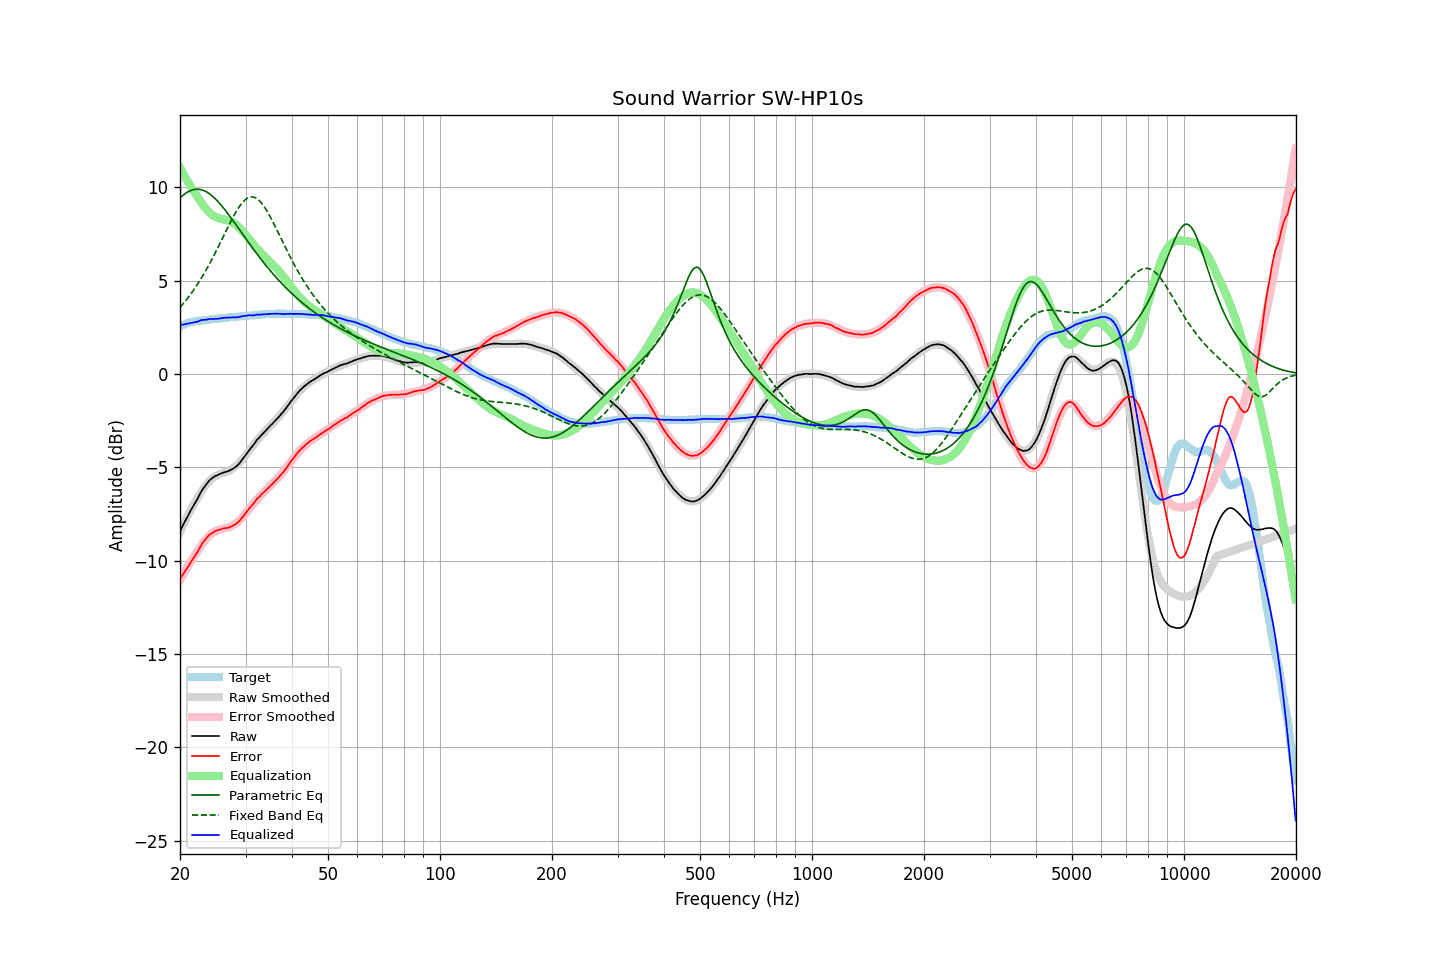 Sound Warrior SW-HP10s
Amplitude (dBr)
10
5
0
−5
−10
−15
−20
−25
Target
Raw Smoothed
Error Smoothed
Raw
Error
Equalization
Parametric Eq
Fixed Band Eq
Equalized
20 50 100 200 500 1000 2000 5000 10000 20000
Frequency (Hz)